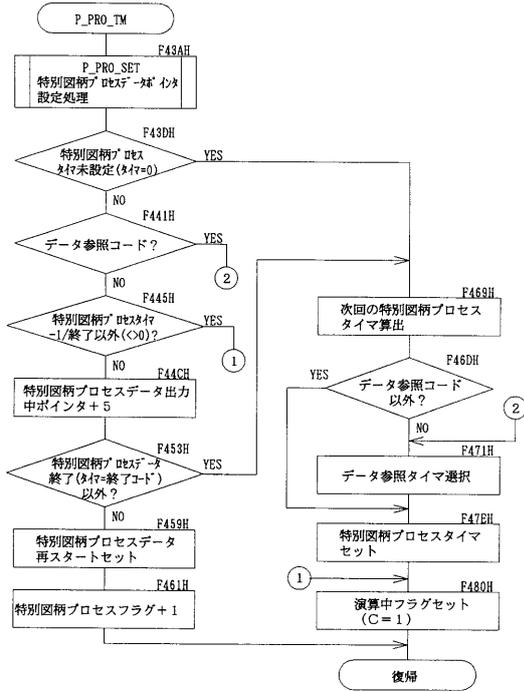 P_PRO_TM
F43AH
P_PRO_SET
特別図柄ﾌﾟﾛｾｽﾃﾞｰﾀﾎﾟｲﾝﾀ
設定処理
F43DH
特別図柄ﾌﾟﾛｾｽ
ﾀｲﾏ未設定(ﾀｲﾏ=0)
YES
NO
F441H
データ参照コード？
YES
2
NO
F445H
特別図柄ﾌﾟﾛｾｽﾀｲﾏ
-1/終了以外(<>0)?
YES
1
NO
F44CH
特別図柄プロセスデータ出力
中ポインタ＋5
F453H
特別図柄ﾌﾟﾛｾｽﾃﾞｰﾀ
終了(ﾀｲﾏ=終了ｺｰﾄﾞ)
以外？
YES
NO
F459H
特別図柄プロセスデータ
再スタートセット
F461H
特別図柄プロセスフラグ＋1
F469H
次回の特別図柄プロセス
タイマ算出
F46DH
データ参照コード
以外？
YES
NO
2
F471H
データ参照タイマ選択
F47EH
特別図柄プロセスタイマ
セット
1
F480H
演算中フラグセット
(C＝1)
復帰